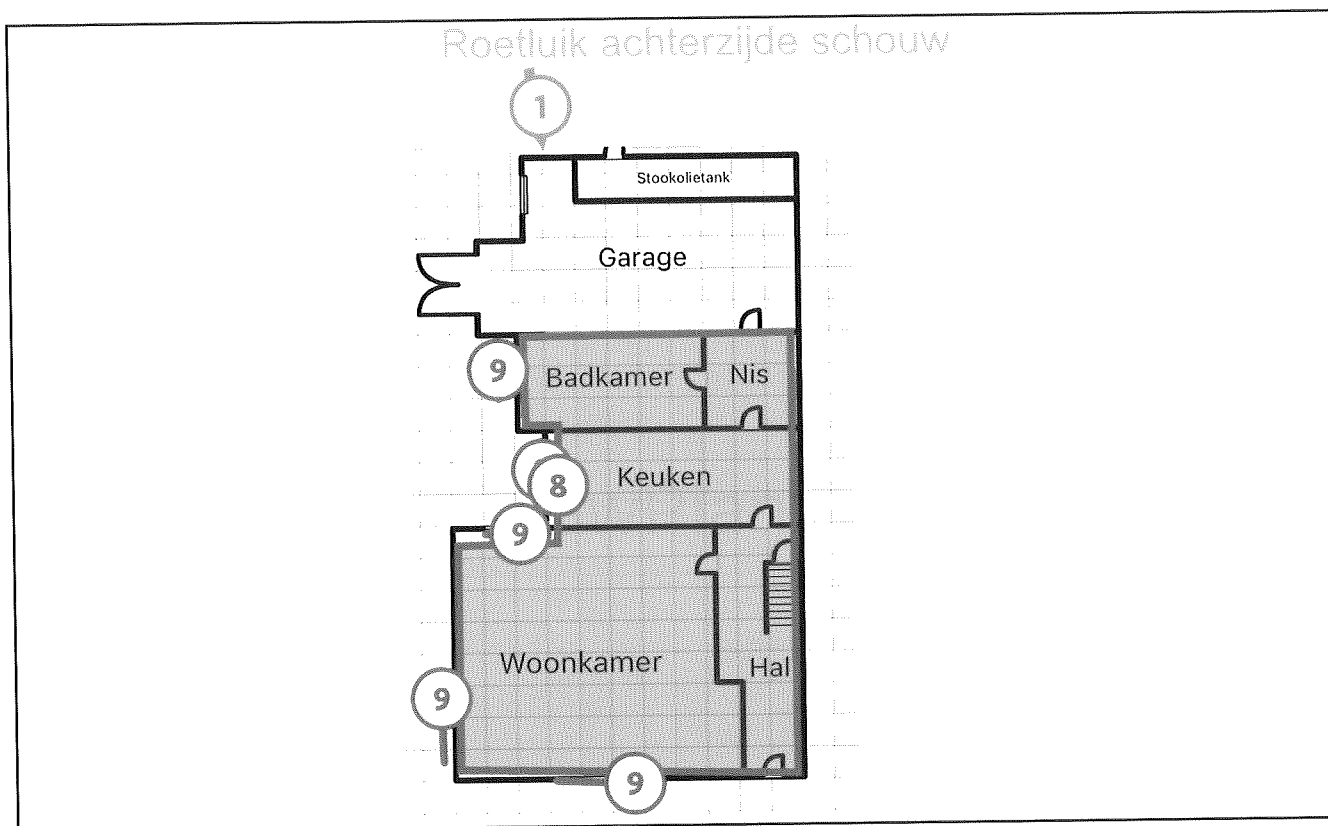 Roetluik achterzijde schouw
1
Stookolietank
Garage
9
Badkamer
Nis
8
Keuken
9
Woonkamer
Hal
9
9